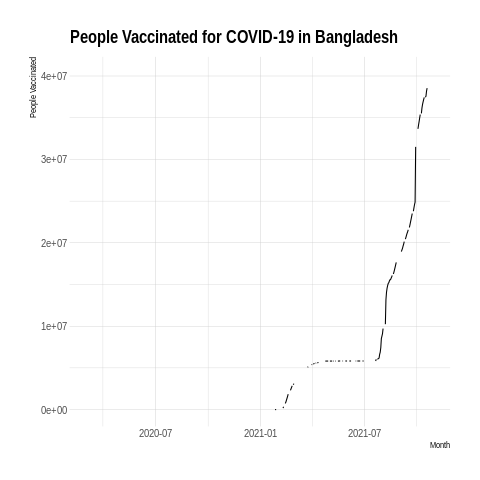 People Vaccinated for COVID-19 in Bangladesh
People Vaccinated
4e+07
3e+07
2e+07
1e+07
0e+00
2020-07
2021-01
2021-07
Month